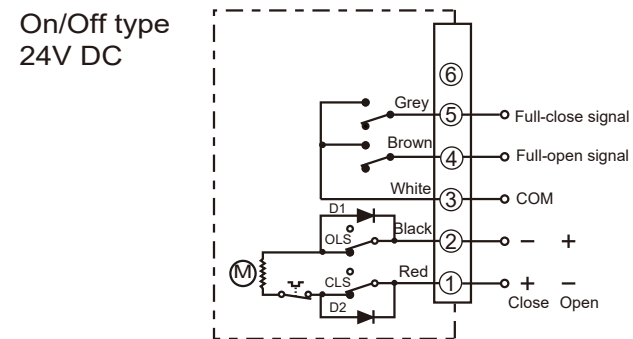 On/Off type
24V DC
⑥
Grey ⑤ Full-close signal
Brown ④ Full-open signal
White ③ COM
D1
OLS Black ② − +
M
CLS Red ① + −
D2 Close Open